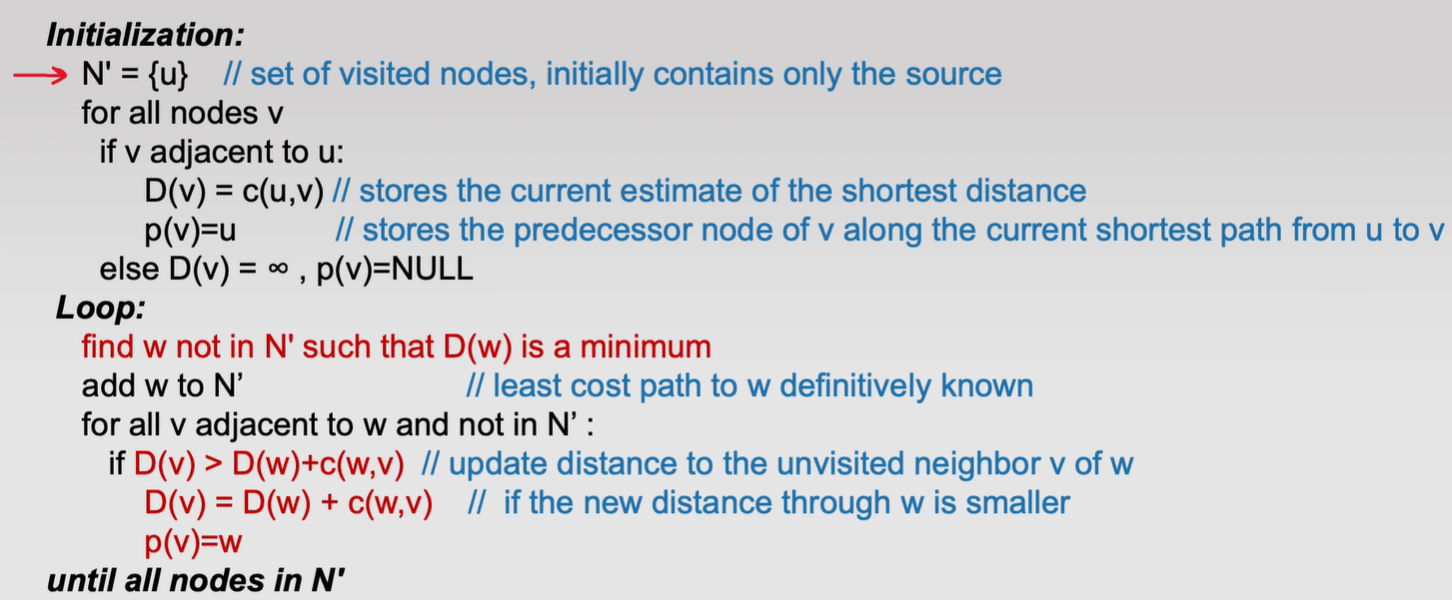 Initialization:
N' = {u} // set of visited nodes, initially contains only the source
for all nodes v
if v adjacent to u:
D(v) = c(u,v) // stores the current estimate of the shortest distance
p(v)=u // stores the predecessor node of v along the current shortest path from u to v
else D(v) = ∞ , p(v)=NULL
Loop:
find w not in N' such that D(w) is a minimum
add w to N’ // least cost path to w definitively known
for all v adjacent to w and not in N’ :
if D(v) > D(w)+c(w,v) // update distance to the unvisited neighbor v of w
D(v) = D(w) + c(w,v) // if the new distance through w is smaller
p(v)=w
until all nodes in N'